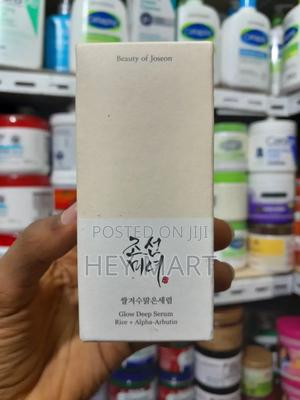 Beauty of Joseon
POSTED ON JIJI
HEYMART
조선
미녀
쌀겨수맑은세럼
Glow Deep Serum
Rice + Alpha-Arbutin
Cetaphil